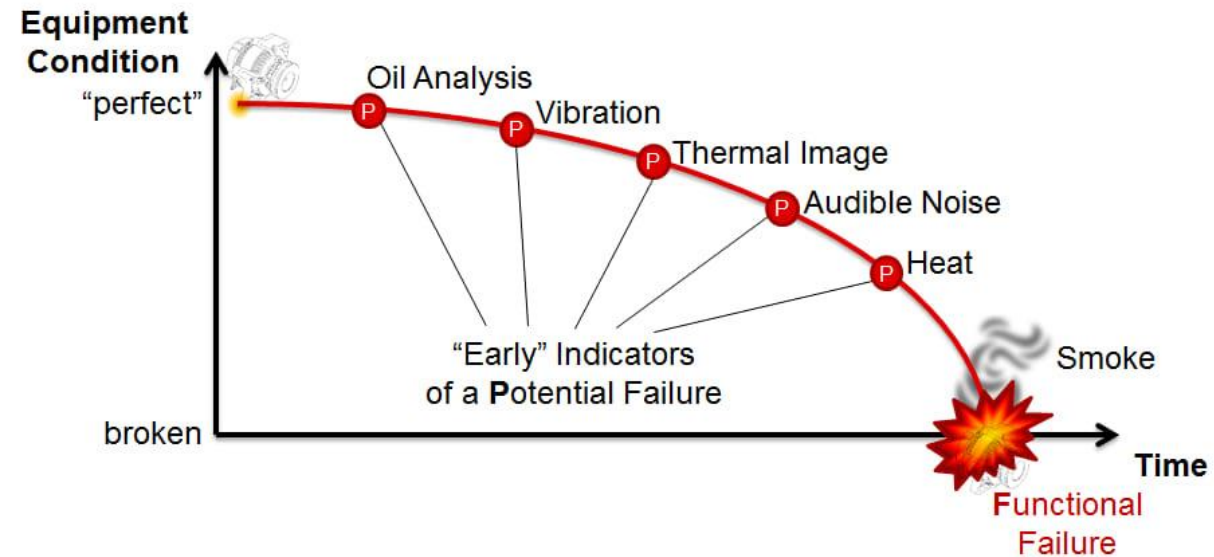 Equipment
Condition
“perfect”
Oil Analysis
P
Vibration
P
Thermal Image
P
Audible Noise
P
Heat
P
“Early” Indicators
of a Potential Failure
Smoke
broken
Time
Functional
Failure